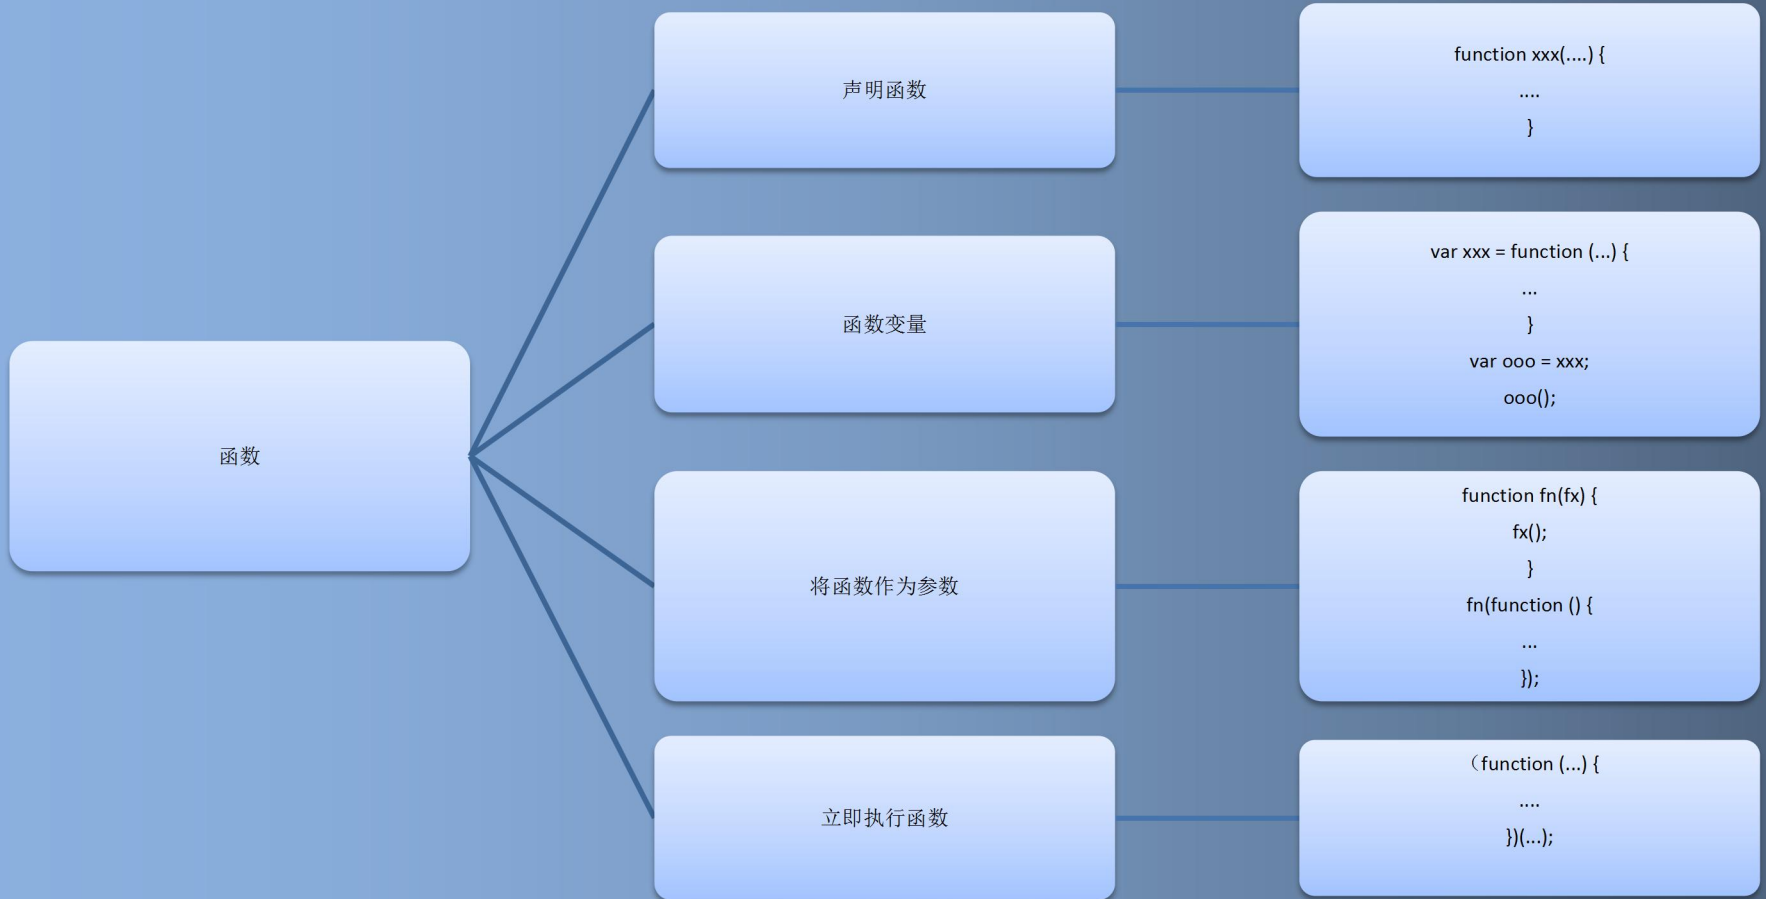 函数
声明函数
function xxx(....) {
....
}
函数变量
var xxx = function (...) {
...
}
var ooo = xxx;
ooo();
将函数作为参数
function fn(fx) {
fx();
}
fn(function () {
...
});
立即执行函数
（function (...) {
....
})(...);